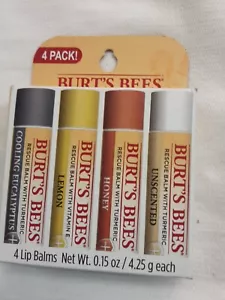 4 PACK!
BURT'S BEES
COOLING EUCALYPTUS
RESCUE BALM WITH TURMERIC
BURT'S BEES
LEMON
RESCUE BALM WITH VITAMIN E
BURT'S BEES
HONEY
RESCUE BALM WITH TURMERIC
BURT'S BEES
UNSCENTED
RESCUE BALM WITH TURMERIC
BURT'S BEES
4 Lip Balms Net Wt. 0.15 oz / 4.25 g each